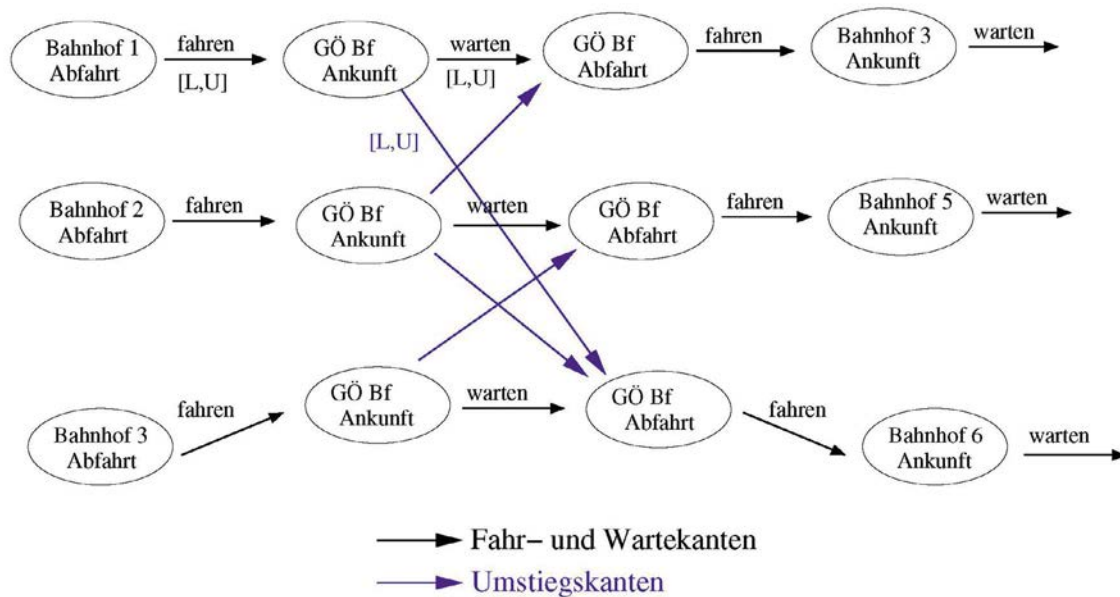 Bahnhof 1
Abfahrt
fahren
[L,U]
GÖ Bf
Ankunft
warten
[L,U]
GÖ Bf
Abfahrt
fahren
Bahnhof 3
Ankunft
warten
[L,U]
Bahnhof 2
Abfahrt
fahren
GÖ Bf
Ankunft
warten
GÖ Bf
Abfahrt
fahren
Bahnhof 5
Ankunft
warten
Bahnhof 3
Abfahrt
fahren
GÖ Bf
Ankunft
warten
GÖ Bf
Abfahrt
fahren
Bahnhof 6
Ankunft
warten
Fahr- und Wartekanten
Umstiegskanten